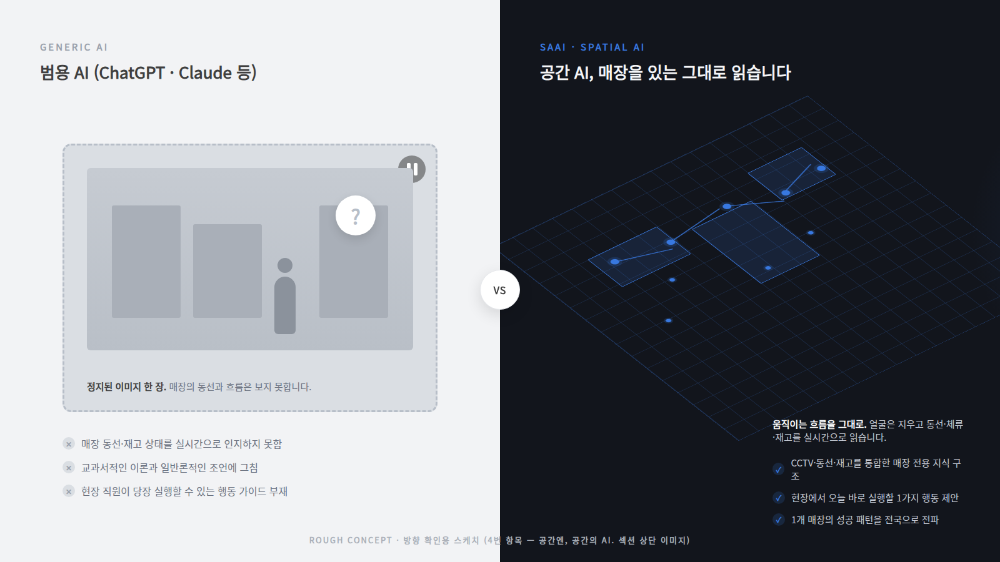 GENERIC AI
범용 AI (ChatGPT · Claude 등)
?
정지된 이미지 한 장. 매장의 동선과 흐름은 보지 못합니다.
매장 동선·재고 상태를 실시간으로 인지하지 못함
교과서적인 이론과 일반론적인 조언에 그침
현장 직원이 당장 실행할 수 있는 행동 가이드 부재
VS
SAAI · SPATIAL AI
공간 AI, 매장을 있는 그대로 읽습니다
움직이는 흐름을 그대로. 얼굴은 지우고 동선·체류
·재고를 실시간으로 읽습니다.
CCTV·동선·재고를 통합한 매장 전용 지식 구
조
현장에서 오늘 바로 실행할 1가지 행동 제안
1개 매장의 성공 패턴을 전국으로 전파
ROUGH CONCEPT · 방향 확인용 스케치 (4번 항목 — 공간엔, 공간의 AI. 섹션 상단 이미지)